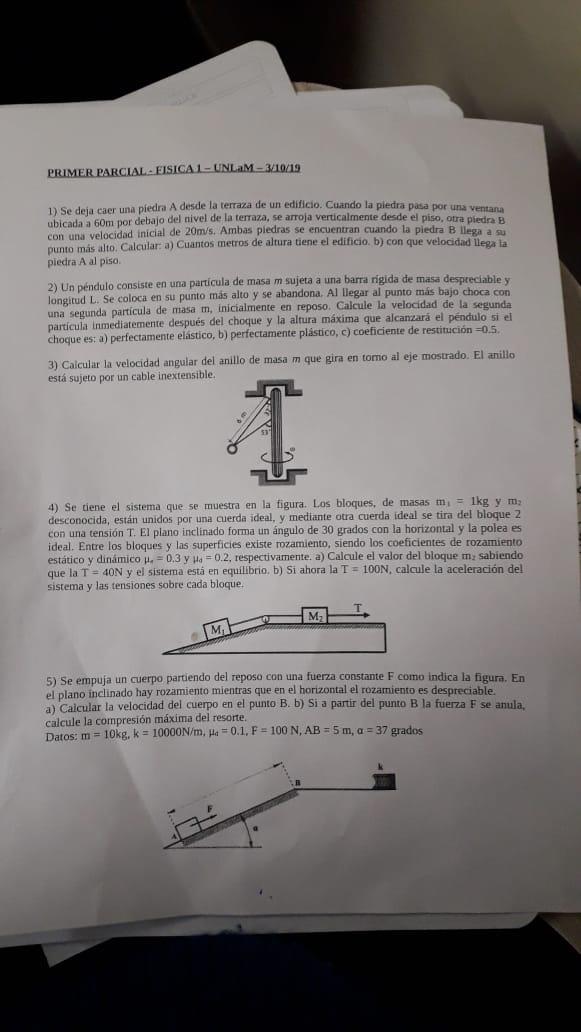 PRIMER PARCIAL - FISICA 1 – UNLaM – 3/10/19
1) Se deja caer una piedra A desde la terraza de un edificio. Cuando la piedra pasa por una ventana
ubicada a 60m por debajo del nivel de la terraza, se arroja verticalmente desde el piso, otra piedra B
con una velocidad inicial de 20m/s. Ambas piedras se encuentran cuando la piedra B llega a su
punto más alto. Calcular: a) Cuantos metros de altura tiene el edificio. b) con que velocidad llega la
piedra A al piso.
2) Un péndulo consiste en una partícula de masa m sujeta a una barra rígida de masa despreciable y
longitud L. Se coloca en su punto más alto y se abandona. Al llegar al punto más bajo choca con
una segunda partícula de masa m, inicialmente en reposo. Calcule la velocidad de la segunda
partícula inmediatamente después del choque y la altura máxima que alcanzará el péndulo si el
choque es: a) perfectamente elástico, b) perfectamente plástico, c) coeficiente de restitución =0.5.
3) Calcular la velocidad angular del anillo de masa m que gira en torno al eje mostrado. El anillo
está sujeto por un cable inextensible.
6 m
53°
4) Se tiene el sistema que se muestra en la figura. Los bloques, de masas m₁ = 1kg y m₂
desconocida, están unidos por una cuerda ideal, y mediante otra cuerda ideal se tira del bloque 2
con una tensión T. El plano inclinado forma un ángulo de 30 grados con la horizontal y la polea es
ideal. Entre los bloques y las superficies existe rozamiento, siendo los coeficientes de rozamiento
estático y dinámico μₑ = 0.3 y μd = 0.2, respectivamente. a) Calcule el valor del bloque m₂ sabiendo
que la T = 40N y el sistema está en equilibrio. b) Si ahora la T = 100N, calcule la aceleración del
sistema y las tensiones sobre cada bloque.
M₁ M₂ T
5) Se empuja un cuerpo partiendo del reposo con una fuerza constante F como indica la figura. En
el plano inclinado hay rozamiento mientras que en el horizontal el rozamiento es despreciable.
a) Calcular la velocidad del cuerpo en el punto B. b) Si a partir del punto B la fuerza F se anula,
calcule la compresión máxima del resorte.
Datos: m = 10kg, k = 10000N/m, μd = 0.1, F = 100 N, AB = 5 m, α = 37 grados
k
B
F
A
α